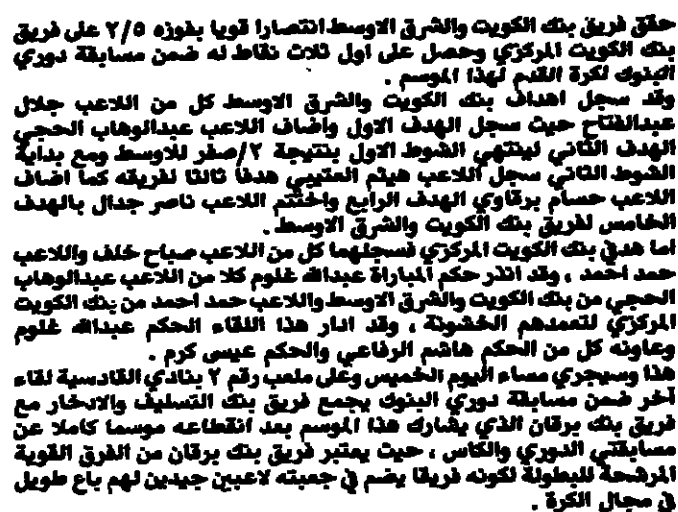 حقق فريق بنك الكويت والشرق الاوسط انتصارا قويا بفوزه ٢/٥ على فريق
بنك الكويت المركزي وحصل على اول ثلاث نقاط له ضمن مسابقة دوري
البنوك لكرة القدم لهذا الموسم .
وقد سجل اهداف بنك الكويت والشرق الاوسط كل من اللاعب جلال
عبدالفتاح حيث سجل الهدف الاول واضاف اللاعب عبدالوهاب الحجي
الهدف الثاني لينتهي الشوط الاول بنتيجة ٢/صفر للاوسط ومع بداية
الشوط الثاني سجل اللاعب هيثم العتيبي هدفا ثالثا لفريقه كما اضاف
اللاعب حسام برقاوي الهدف الرابع واختتم اللاعب ناصر جدال بالهدف
الخامس لفريق بنك الكويت والشرق الاوسط .
اما هدفي بنك الكويت المركزي فسجلهما كل من اللاعب صباح خلف واللاعب
حمد احمد ، وقد انذر حكم المباراة عبدالله غلوم كلا من اللاعب عبدالوهاب
الحجي من بنك الكويت والشرق الاوسط واللاعب حمد احمد من بنك الكويت
المركزي لتعمدهم الخشونة ، وقد ادار هذا اللقاء الحكم عبدالله غلوم
وعاونه كل من الحكم هاشم الرفاعي والحكم عيسى كرم .
هذا وسيجري مساء اليوم الخميس وعلى ملعب رقم ٢ بنادي القادسية لقاء
آخر ضمن مسابقة دوري البنوك يجمع فريق بنك التسليف والادخار مع
فريق بنك برقان الذي يشارك هذا الموسم بعد انقطاعه موسما كاملا عن
مسابقتي الدوري والكاس ، حيث يعتبر فريق بنك برقان من الفرق القوية
المرشحة للبطولة لكونه فريقا يضم في جعبته لاعبين جيدين لهم باع طويل
في مجال الكرة .